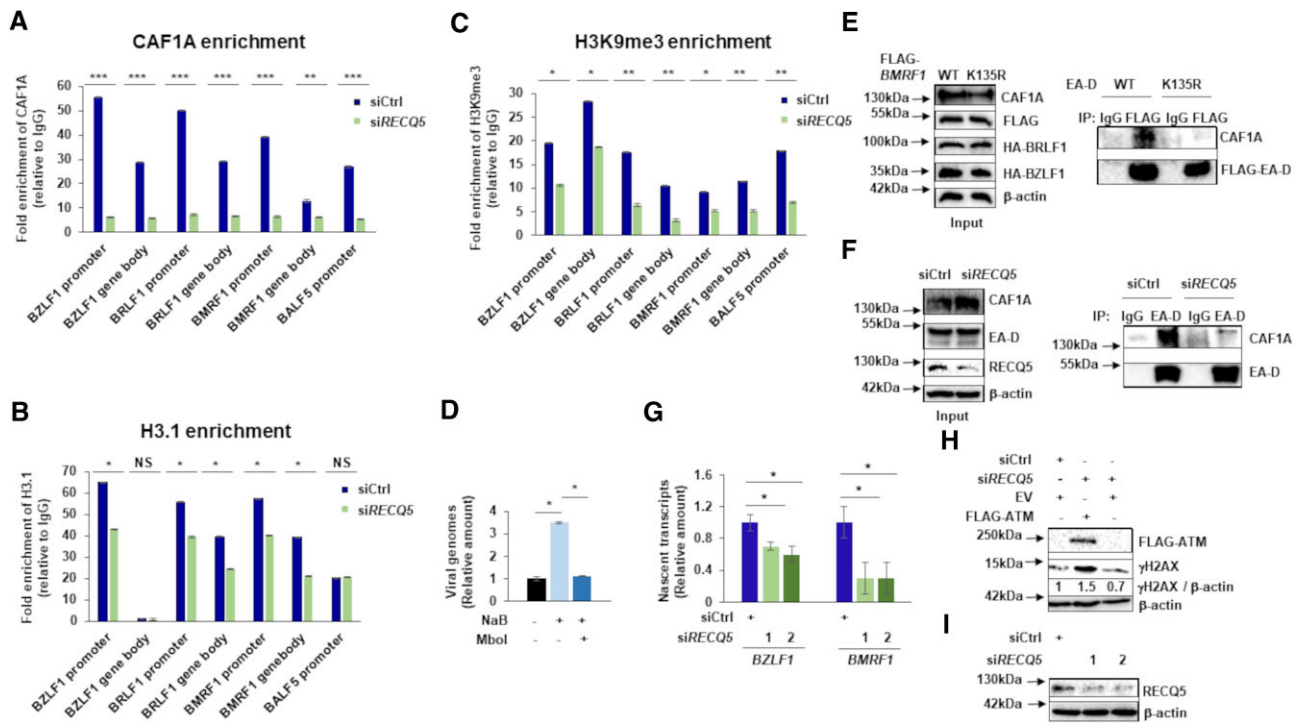 A
CAF1A enrichment
Fold enrichment of CAF1A
(relative to IgG)
60
50
40
30
20
10
0
*** *** *** *** *** ** ***
siCtrl
siRECQ5
BZLF1 promoter
BZLF1 gene body
BRLF1 promoter
BRLF1 gene body
BMRF1 promoter
BMRF1 gene body
BALF5 promoter
B
H3.1 enrichment
Fold enrichment of H3.1
(relative to IgG)
70
60
50
40
30
20
10
0
* NS * * * * NS
siCtrl
siRECQ5
BZLF1 promoter
BZLF1 gene body
BRLF1 promoter
BRLF1 gene body
BMRF1 promoter
BMRF1 gene body
BALF5 promoter
C
H3K9me3 enrichment
Fold enrichment of H3K9me3
(relative to IgG)
30
25
20
15
10
5
0
* * ** ** * ** **
siCtrl
siRECQ5
BZLF1 promoter
BZLF1 gene body
BRLF1 promoter
BRLF1 gene body
BMRF1 promoter
BMRF1 gene body
BALF5 promoter
D
Viral genomes
(Relative amount)
4
3
2
1
0
* *
NaB - + +
MboI - - +
E
FLAG-
BMRF1 WT K135R
130kDa CAF1A
55kDa FLAG
100kDa HA-BRLF1
35kDa HA-BZLF1
42kDa β-actin
Input
EA-D WT K135R
IP: IgG FLAG IgG FLAG
CAF1A
FLAG-EA-D
F
siCtrl siRECQ5
130kDa CAF1A
55kDa EA-D
130kDa RECQ5
42kDa β-actin
Input
siCtrl siRECQ5
IP: IgG EA-D IgG EA-D
130kDa CAF1A
55kDa EA-D
G
Nascent transcripts
(Relative amount)
1.6
1.2
0.8
0.4
0.0
* * * *
siCtrl + +
siRECQ5 1 2 1 2
BZLF1 BMRF1
H
siCtrl + - -
siRECQ5 - + +
EV + - +
FLAG-ATM - + -
250kDa FLAG-ATM
15kDa γH2AX
1 1.5 0.7 γH2AX / β-actin
42kDa β-actin
I
siCtrl +
siRECQ5 1 2
130kDa RECQ5
42kDa β-actin